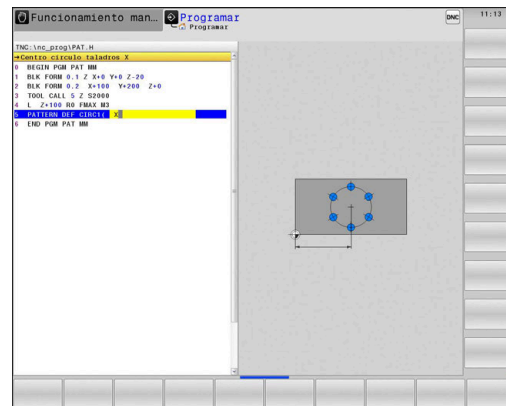 Funcionamiento man…
Programar
Programar
DNC
11:13
TNC:\nc_prog\PAT.H
→Centro circulo taladros X
0 BEGIN PGM PAT MM
1 BLK FORM 0.1 Z X+0 Y+0 Z-20
2 BLK FORM 0.2 X+100 Y+200 Z+0
3 TOOL CALL 5 Z S2000
4 L Z+100 R0 FMAX M3
5 PATTERN DEF CIRC1( X
6 END PGM PAT MM